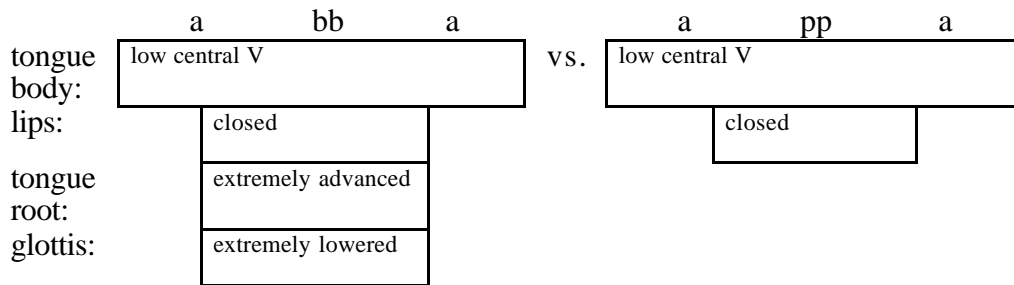 a bb a a pp a
tongue low central V vs. low central V
body:
lips: closed closed
tongue extremely advanced
root:
glottis: extremely lowered